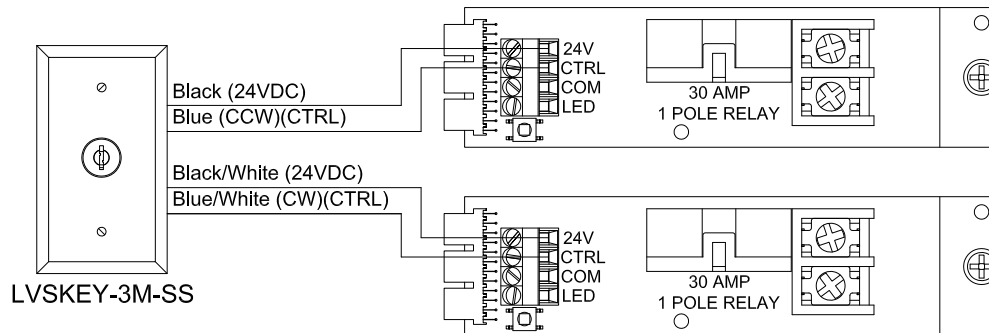 24V
CTRL
COM
LED
30 AMP
1 POLE RELAY
Black (24VDC)
Blue (CCW)(CTRL)
Black/White (24VDC)
Blue/White (CW)(CTRL)
LVSKEY-3M-SS
24V
CTRL
COM
LED
30 AMP
1 POLE RELAY